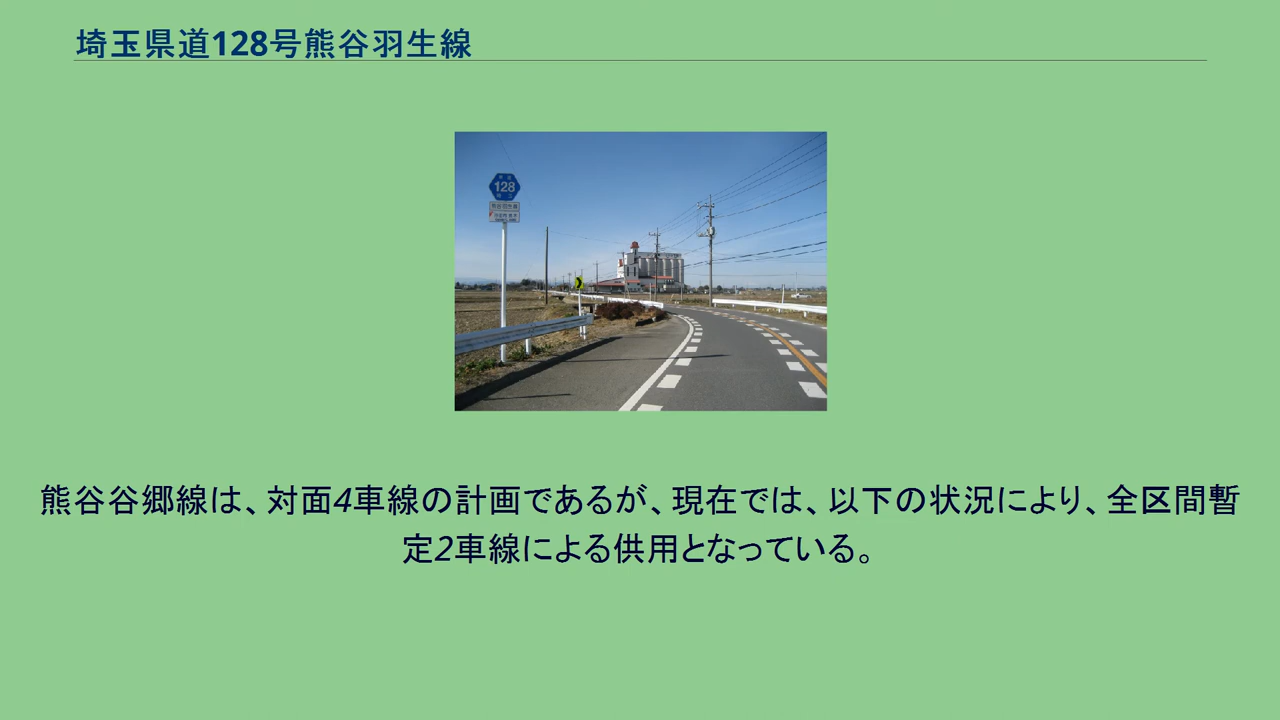 埼玉県道128号熊谷羽生線
128
熊谷谷郷線は、対面4車線の計画であるが、現在では、以下の状況により、全区間暫
定2車線による供用となっている。